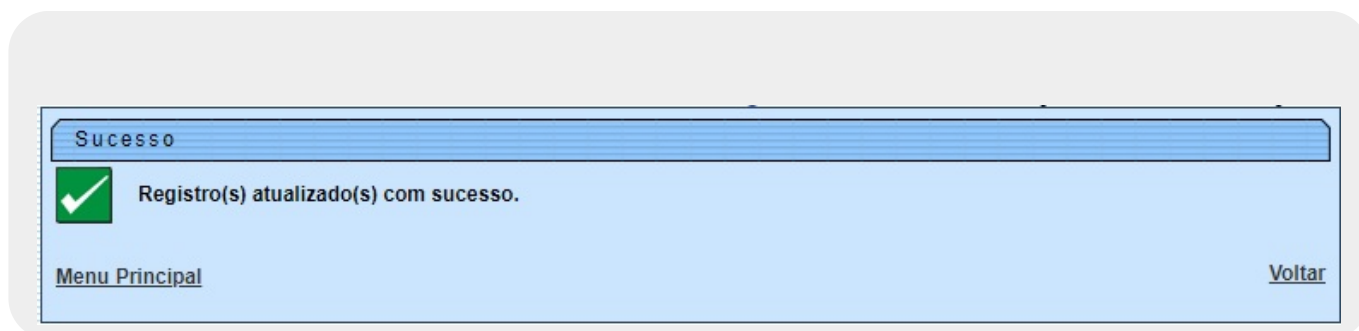 Sucesso
Registro(s) atualizado(s) com sucesso.
Menu Principal
Voltar